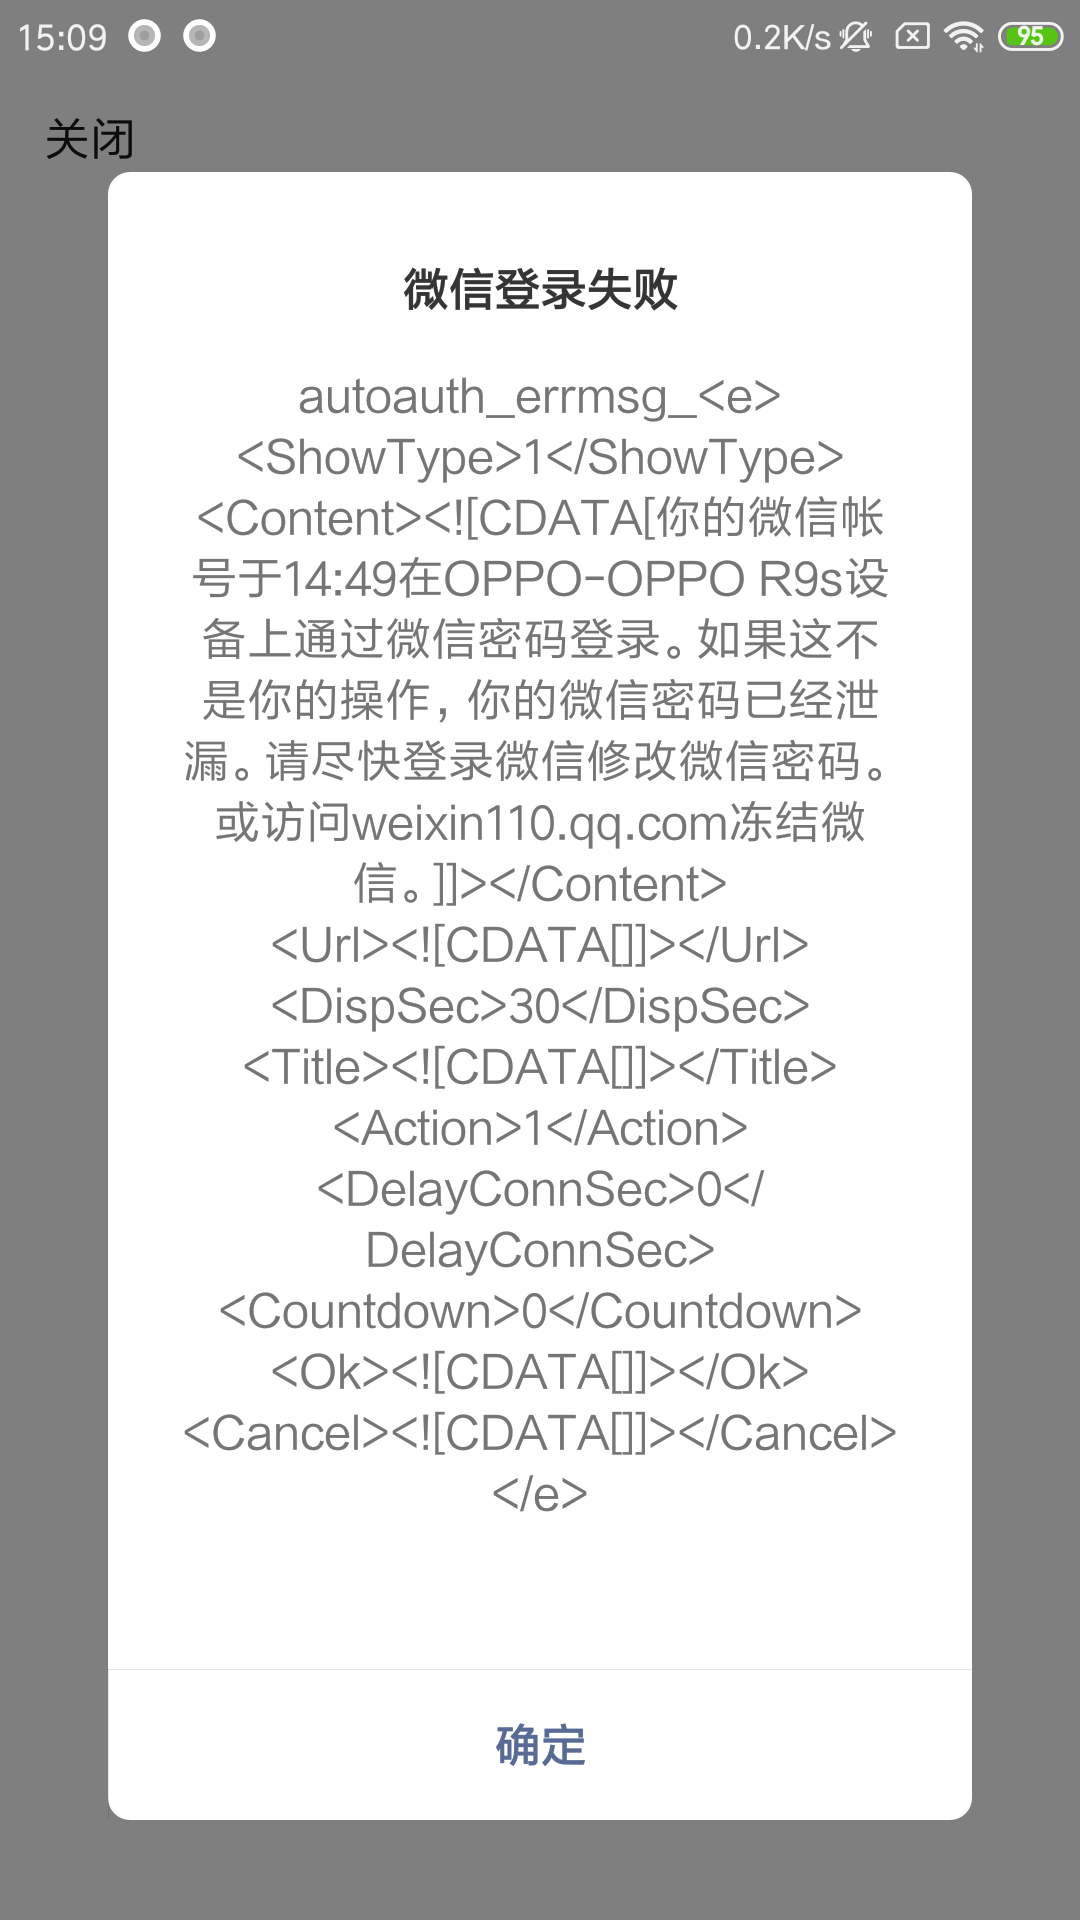 15:09 0.2K/s 95
关闭
微信登录失败
autoauth_errmsg_<e>
<ShowType>1</ShowType>
<Content><![CDATA[你的微信帐
号于14:49在OPPO-OPPO R9s设
备上通过微信密码登录。如果这不
是你的操作，你的微信密码已经泄
漏。请尽快登录微信修改微信密码。
或访问weixin110.qq.com冻结微
信。]]></Content>
<Url><![CDATA[]]></Url>
<DispSec>30</DispSec>
<Title><![CDATA[]]></Title>
<Action>1</Action>
<DelayConnSec>0</
DelayConnSec>
<Countdown>0</Countdown>
<Ok><![CDATA[]]></Ok>
<Cancel><![CDATA[]]></Cancel>
</e>
确定